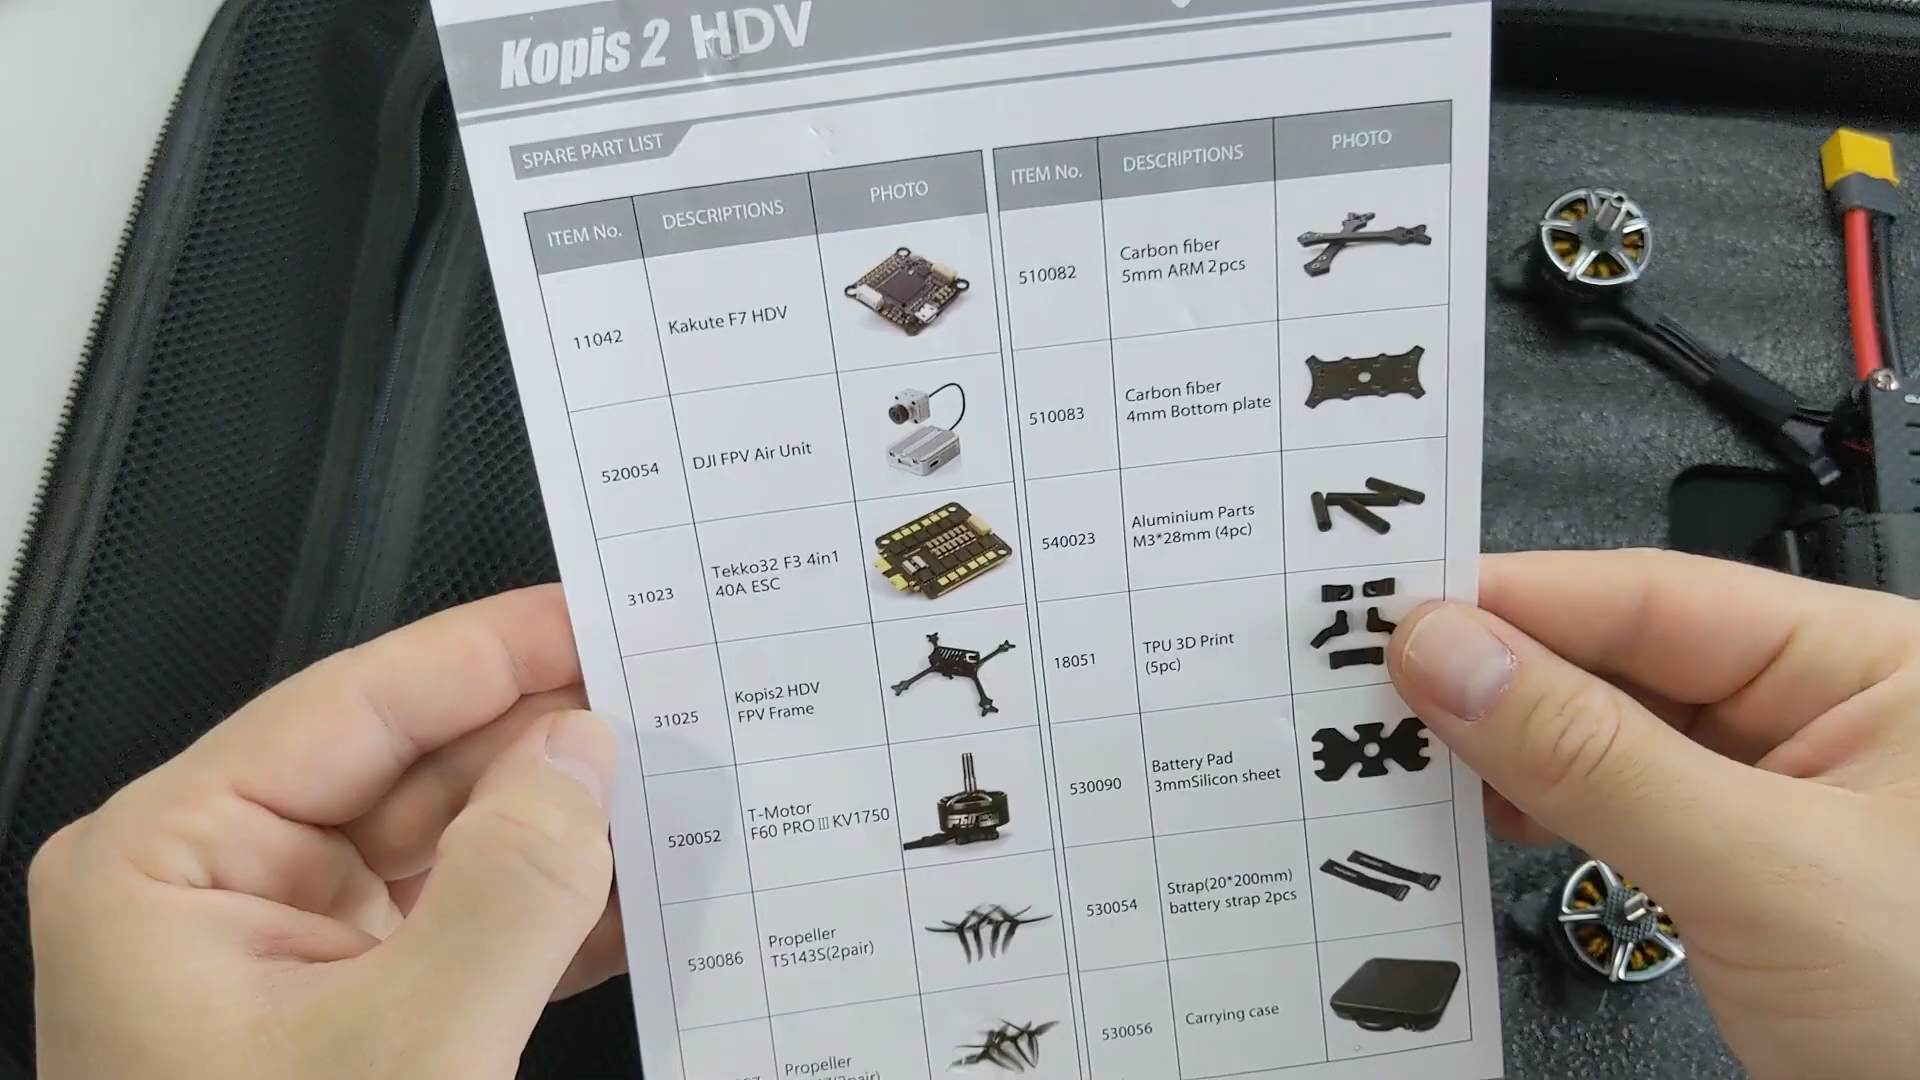 Kopis 2 HDV
SPARE PART LIST
ITEM No. DESCRIPTIONS PHOTO
11042 Kakute F7 HDV
520054 DJI FPV Air Unit
31023 Tekko32 F3 4in1
40A ESC
31025 Kopis2 HDV
FPV Frame
520052 T-Motor
F60 PRO III KV1750
530086 Propeller
T5143S(2pair)
Propeller
ITEM No. DESCRIPTIONS PHOTO
510082 Carbon fiber
5mm ARM 2pcs
510083 Carbon fiber
4mm Bottom plate
540023 Aluminium Parts
M3*28mm (4pc)
18051 TPU 3D Print
(5pc)
530090 Battery Pad
3mmSilicon sheet
530054 Strap(20*200mm)
battery strap 2pcs
530056 Carrying case